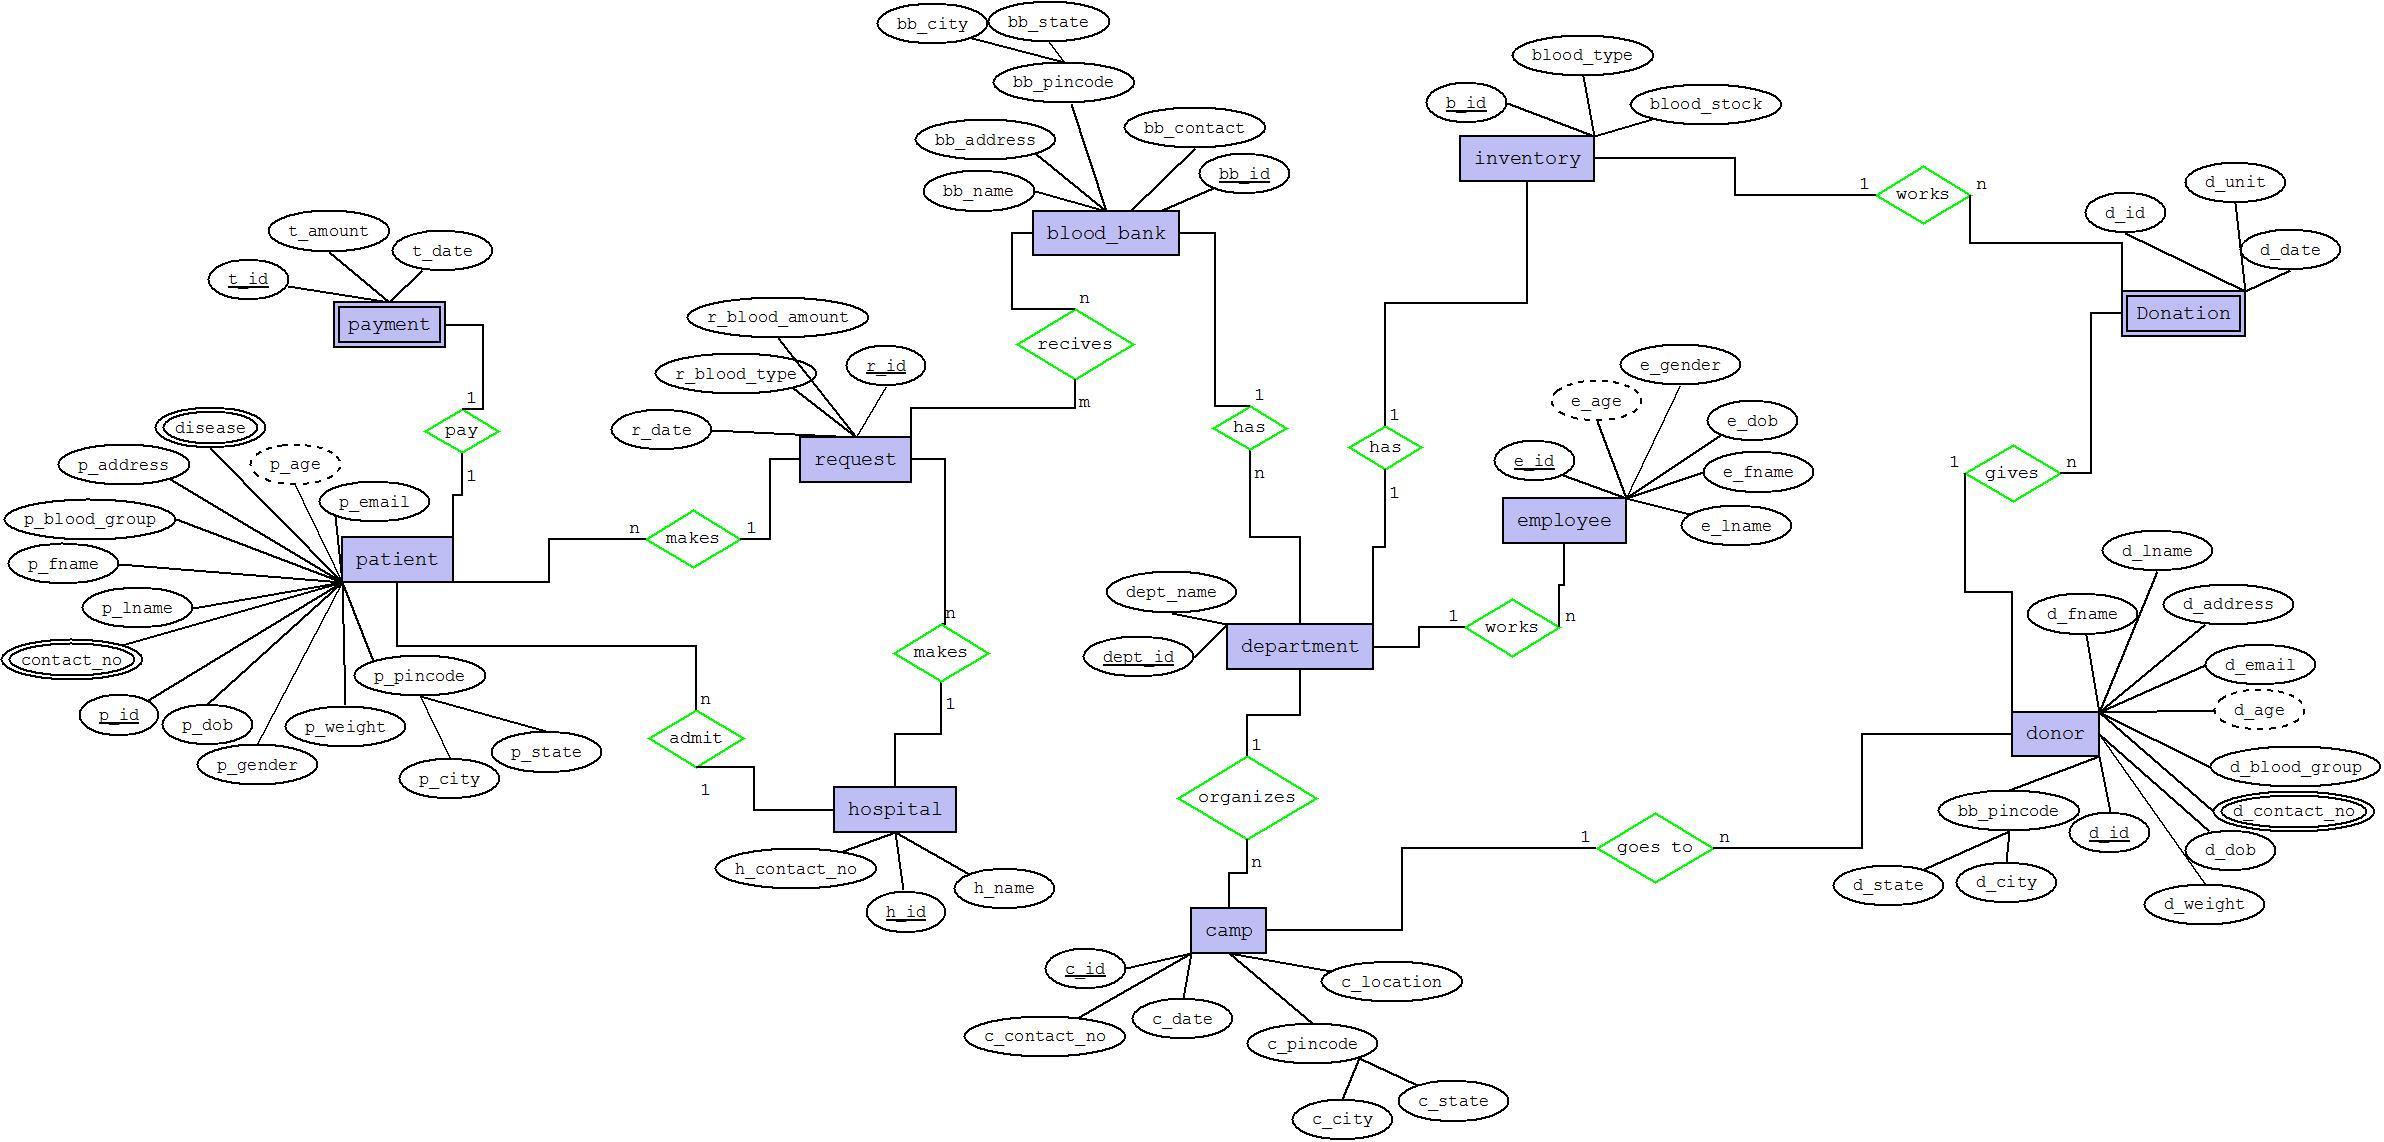 bb_city
bb_state
bb_pincode
bb_address
bb_contact
bb_name
bb_id
blood_bank
blood_type
b_id
blood_stock
inventory
1
works
n
d_id
d_unit
d_date
Donation
t_amount
t_date
t_id
payment
1
pay
1
r_blood_amount
r_blood_type
r_id
r_date
request
n
recives
m
1
has
n
1
has
1
e_gender
e_age
e_dob
e_id
e_fname
e_lname
employee
1
gives
n
disease
p_address
p_age
p_email
p_blood_group
p_fname
p_lname
contact_no
p_id
p_dob
p_gender
p_weight
p_pincode
p_city
p_state
patient
n
makes
1
n
makes
1
n
admit
1
hospital
h_contact_no
h_id
h_name
dept_name
dept_id
department
1
works
n
1
organizes
n
1
goes to
n
d_lname
d_fname
d_address
d_email
d_age
donor
d_blood_group
d_contact_no
bb_pincode
d_id
d_dob
d_state
d_city
d_weight
camp
c_id
c_location
c_contact_no
c_date
c_pincode
c_city
c_state